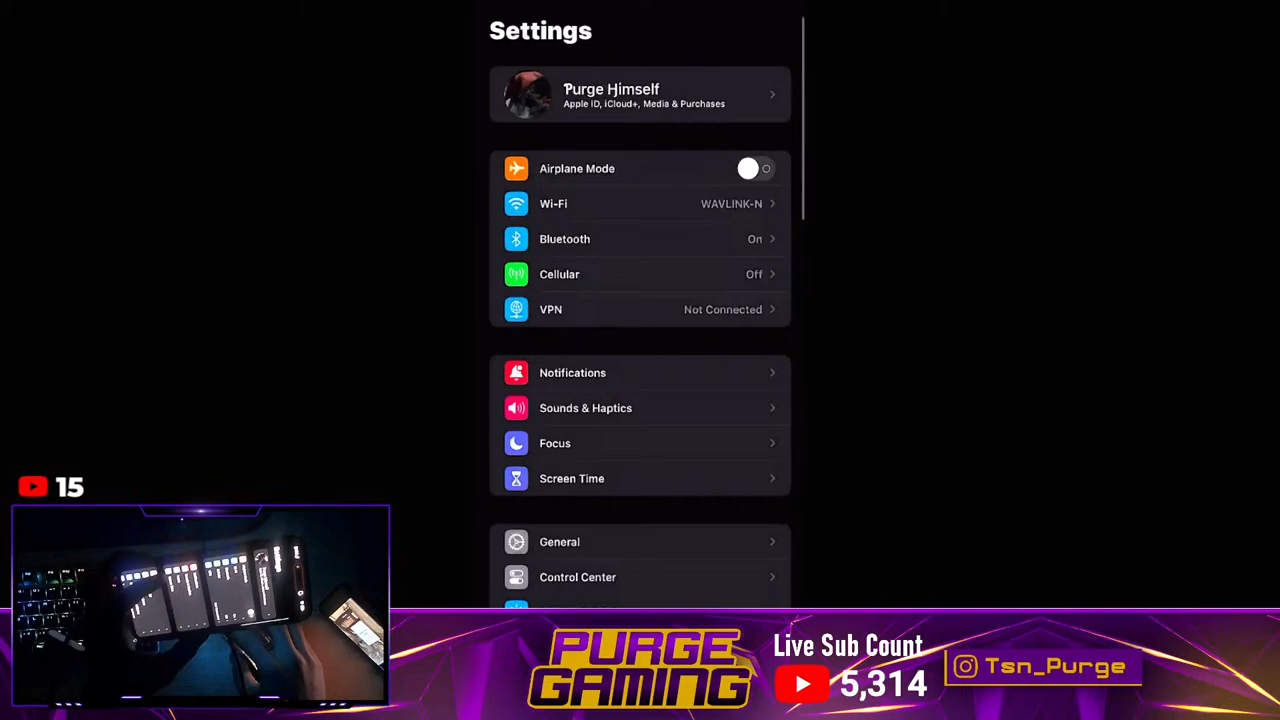 Settings
Purge Himself
Apple ID, iCloud+, Media & Purchases
Airplane Mode
Wi-Fi WAVLINK-N
Bluetooth On
Cellular Off
VPN Not Connected
Notifications
Sounds & Haptics
Focus
Screen Time
General
Control Center
15
PURGE
GAMING
Live Sub Count
5,314
Tsn_Purge